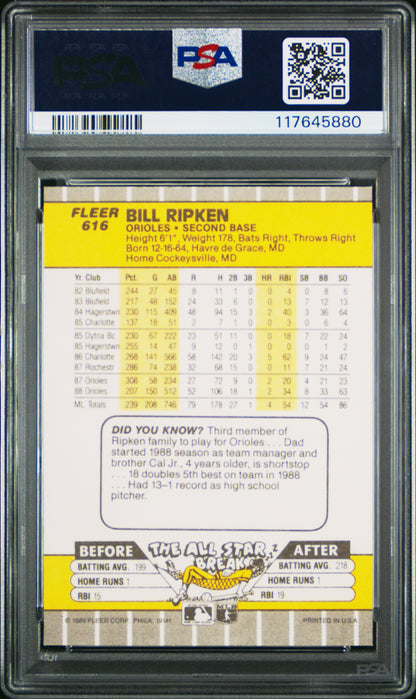 PSA
117645880
FLEER
616
BILL RIPKEN
ORIOLES • SECOND BASE
Height 6'1", Weight 178, Bats Right, Throws Right
Born 12-16-64, Havre de Grace, MD
Home Cockeysville, MD
Yr. Club Pct. G AB R H 2B 3B HR RBI SB BB SO
82 Bluefield 244 27 45 8 11 1 0 0 4 0 8 6
83 Bluefield 217 48 152 24 33 6 0 0 13 7 12 13
84 Hagerstwn 230 115 409 48 94 15 3 2 40 3 36 64
85 Charlotte 137 18 51 2 7 1 0 0 3 0 6 4
85 Dytna Bc 230 67 222 23 51 11 0 0 18 7 22 24
85 Hagerstwn 255 14 47 9 12 0 1 0 0 0 1 2
86 Charlotte 268 141 566 58 142 20 3 5 62 9 24 47
87 Rochestr 286 74 238 32 68 15 0 0 11 7 21 24
87 Orioles 308 58 234 27 72 9 0 2 20 4 21 23
88 Orioles 207 150 512 52 106 18 1 2 34 8 33 63
ML Totals 239 208 746 79 178 27 1 4 54 12 54 86
DID YOU KNOW? Third member of
Ripken family to play for Orioles . . . Dad
started 1988 season as team manager and
brother Cal Jr., 4 years older, is shortstop
. . . 18 doubles 5th best on team in 1988
. . . Had 13–1 record as high school
pitcher.
BEFORE THE ALL STAR BREAK AFTER
BATTING AVG. 199 BATTING AVG. 218
HOME RUNS 1 HOME RUNS 1
RBI 15 RBI 19
© 1989 FLEER CORP. PHILA. 19141 PRINTED IN U.S.A.
PSA